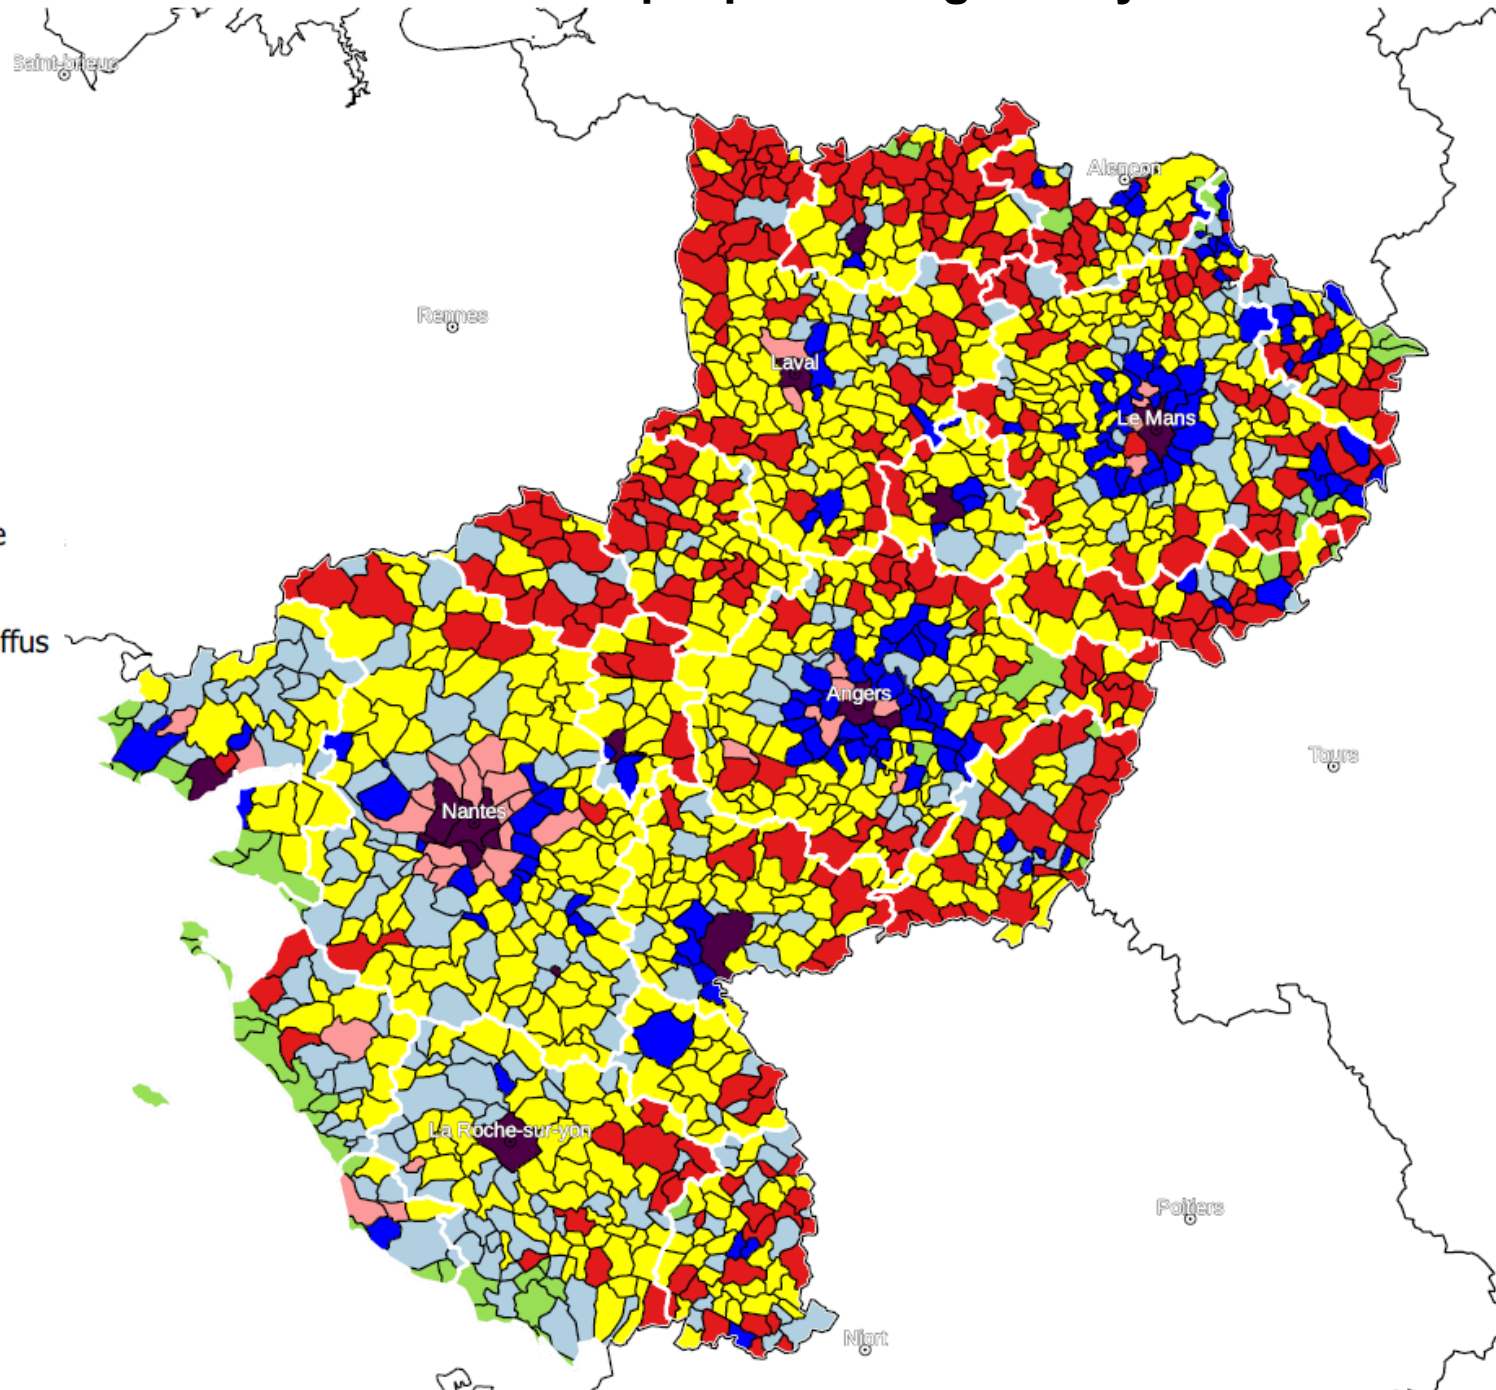 Saint-brieuc
Alençon
Rennes
Laval
Le Mans
e
ffus
Angers
Tours
Nantes
La Roche-sur-yon
Poitiers
Niort